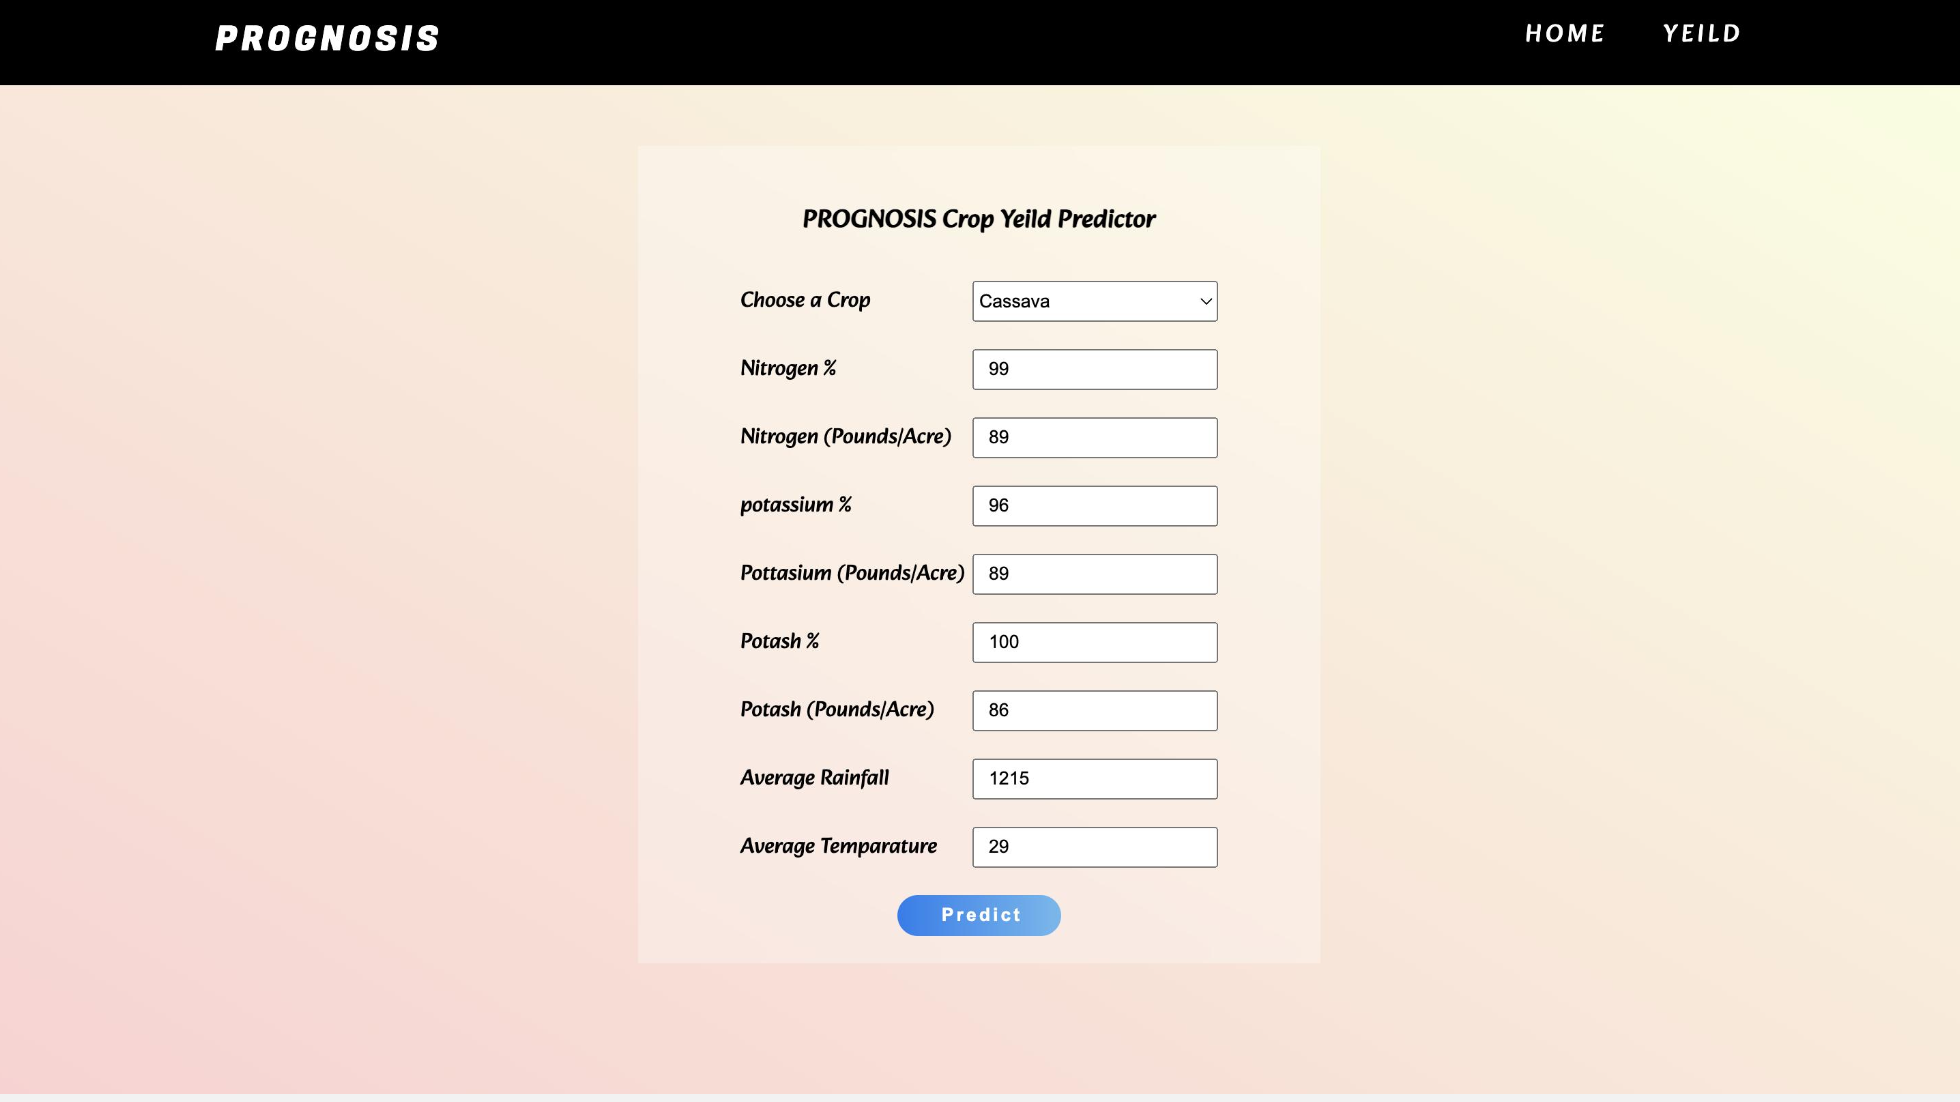 PROGNOSIS
HOME YEILD
PROGNOSIS Crop Yeild Predictor
Choose a Crop Cassava
Nitrogen % 99
Nitrogen (Pounds/Acre) 89
potassium % 96
Pottasium (Pounds/Acre) 89
Potash % 100
Potash (Pounds/Acre) 86
Average Rainfall 1215
Average Temparature 29
Predict